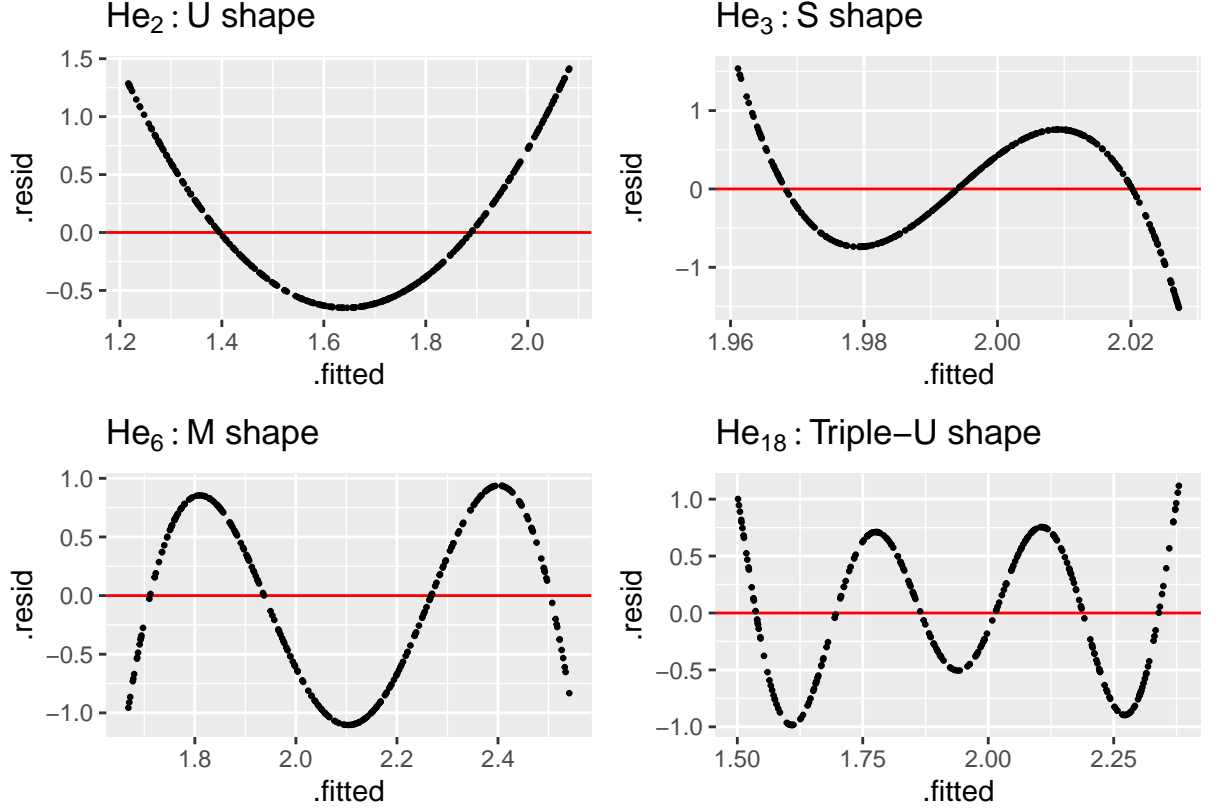 He₂ : U shape
1.5
1.0
0.5
0.0
−0.5
.resid
1.2 1.4 1.6 1.8 2.0
.fitted
He₃ : S shape
1
0
−1
.resid
1.96 1.98 2.00 2.02
.fitted
He₆ : M shape
1.0
0.5
0.0
−0.5
−1.0
.resid
1.8 2.0 2.2 2.4
.fitted
He₁₈ : Triple−U shape
1.0
0.5
0.0
−0.5
−1.0
.resid
1.50 1.75 2.00 2.25
.fitted